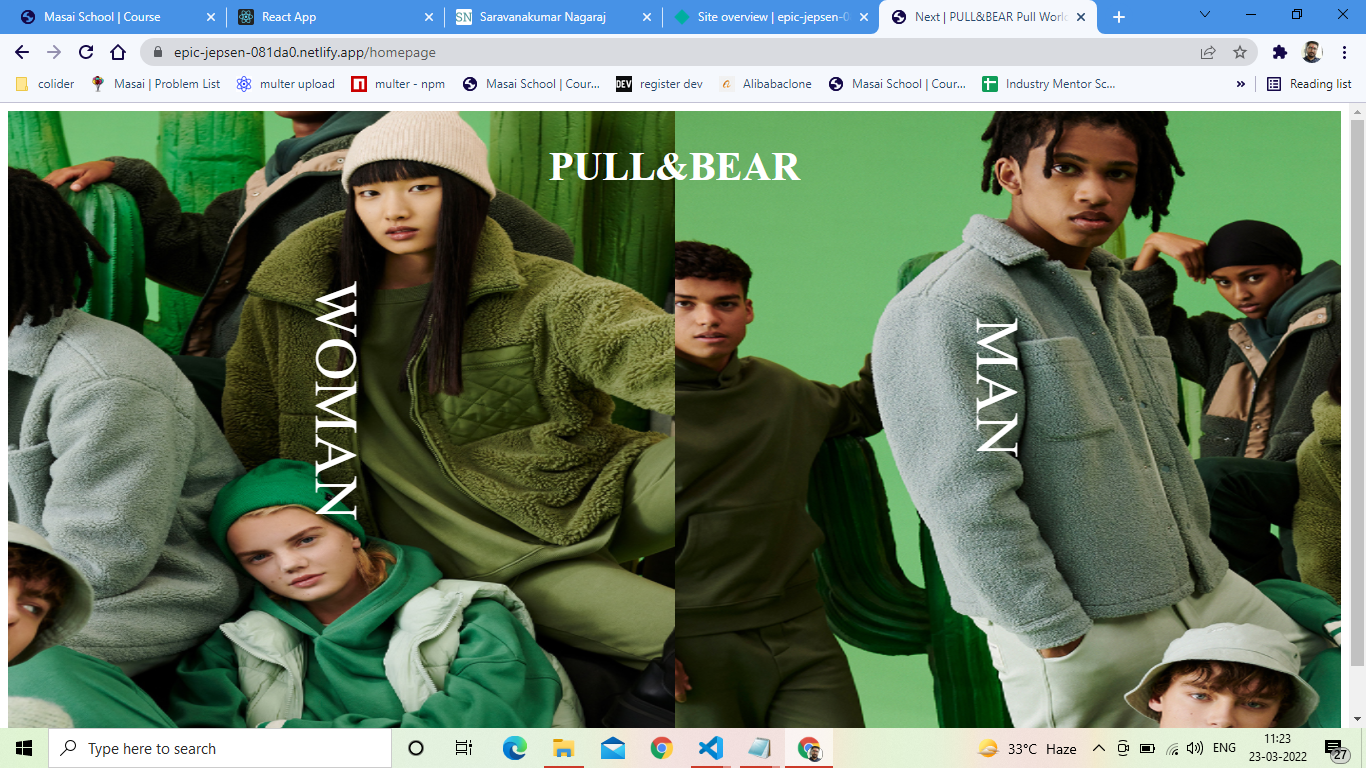 Masai School | Course
React App
SN Saravanakumar Nagaraj
Site overview | epic-jepsen-0
Next | PULL&BEAR Pull World
epic-jepsen-081da0.netlify.app/homepage
colider
Masai | Problem List
multer upload
multer - npm
Masai School | Cour...
DEV register dev
a Alibabaclone
Masai School | Cour...
Industry Mentor Sc...
»
Reading list
PULL&BEAR
WOMAN
MAN
Type here to search
33°C Haze
ENG
11:23
23-03-2022
27